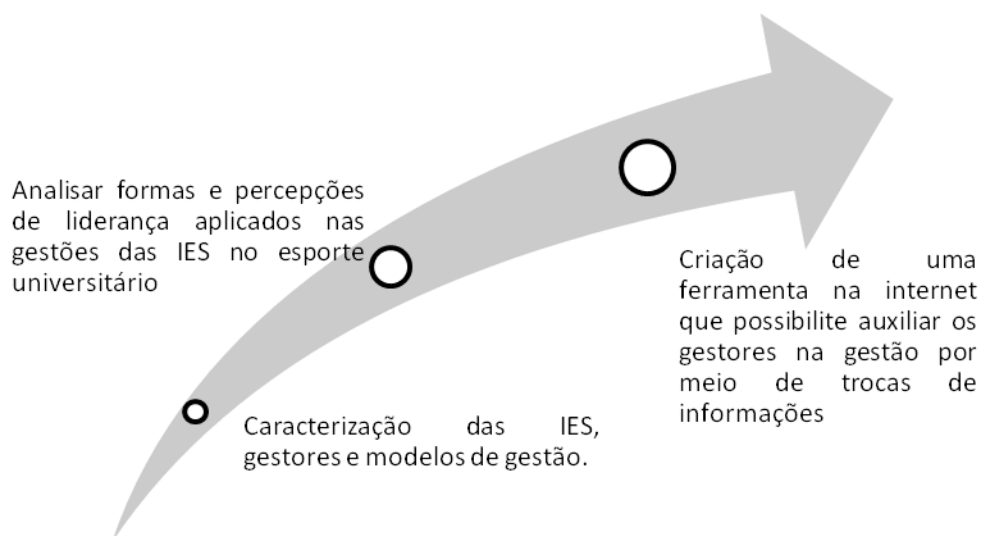 Analisar formas e percepções
de liderança aplicados nas
gestões das IES no esporte
universitário
Criação de uma
ferramenta na internet
que possibilite auxiliar os
gestores na gestão por
meio de trocas de
informações
Caracterização das IES,
gestores e modelos de gestão.